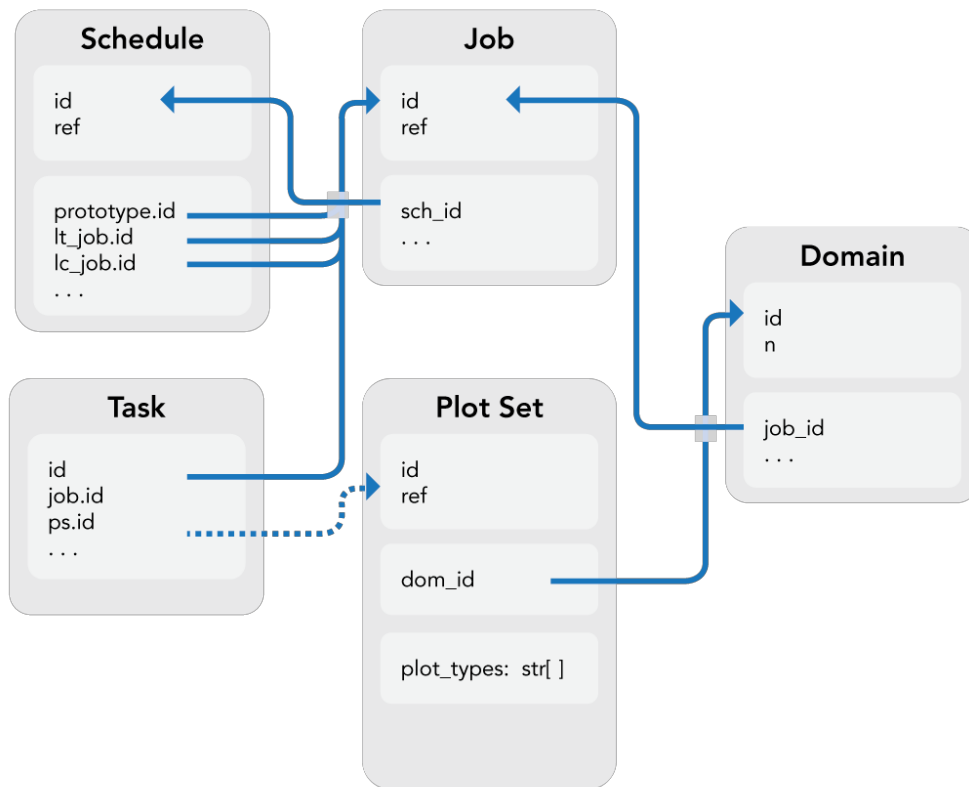 Schedule
id
ref
prototype.id
lt_job.id
lc_job.id
. . .
Job
id
ref
sch_id
. . .
Domain
id
n
job_id
. . .
Task
id
job.id
ps.id
. . .
Plot Set
id
ref
dom_id
plot_types: str[ ]